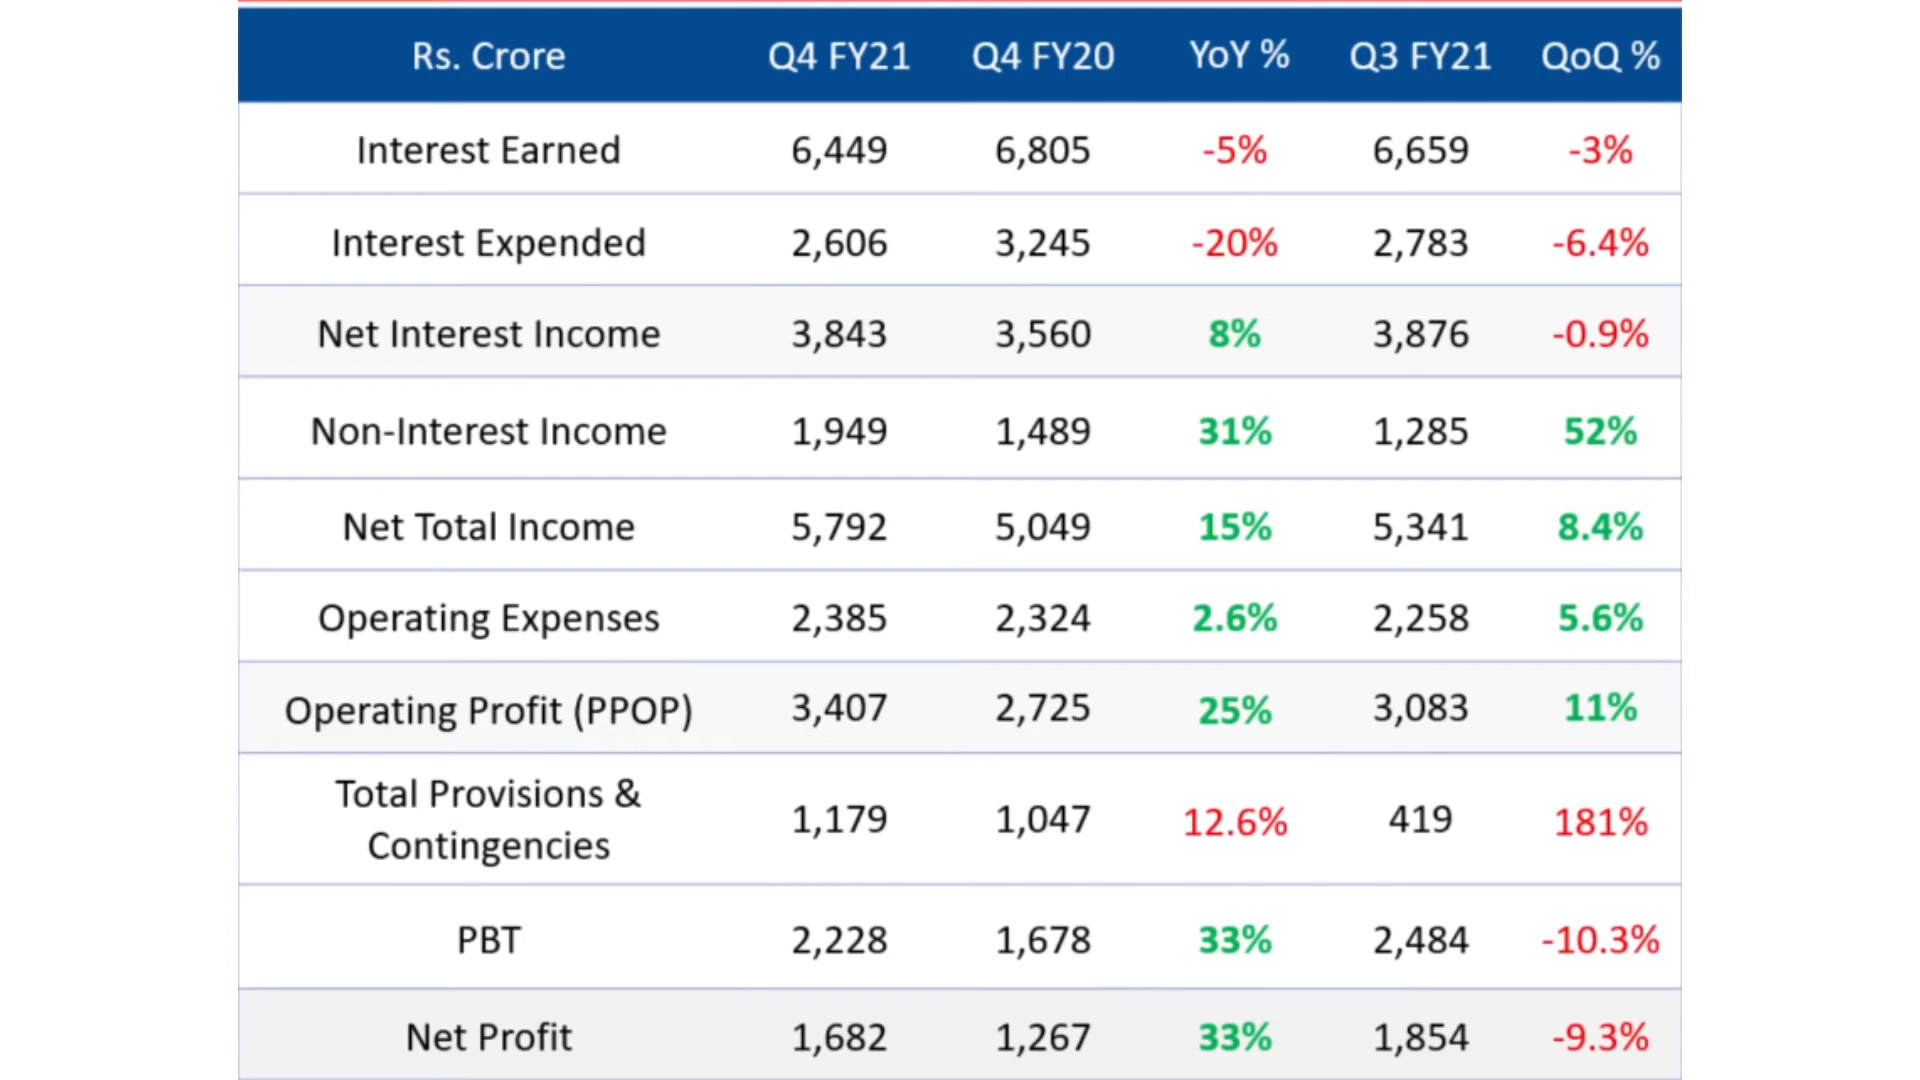 Rs. Crore Q4 FY21 Q4 FY20 YoY % Q3 FY21 QoQ %
Interest Earned 6,449 6,805 -5% 6,659 -3%
Interest Expended 2,606 3,245 -20% 2,783 -6.4%
Net Interest Income 3,843 3,560 8% 3,876 -0.9%
Non-Interest Income 1,949 1,489 31% 1,285 52%
Net Total Income 5,792 5,049 15% 5,341 8.4%
Operating Expenses 2,385 2,324 2.6% 2,258 5.6%
Operating Profit (PPOP) 3,407 2,725 25% 3,083 11%
Total Provisions &
Contingencies 1,179 1,047 12.6% 419 181%
PBT 2,228 1,678 33% 2,484 -10.3%
Net Profit 1,682 1,267 33% 1,854 -9.3%